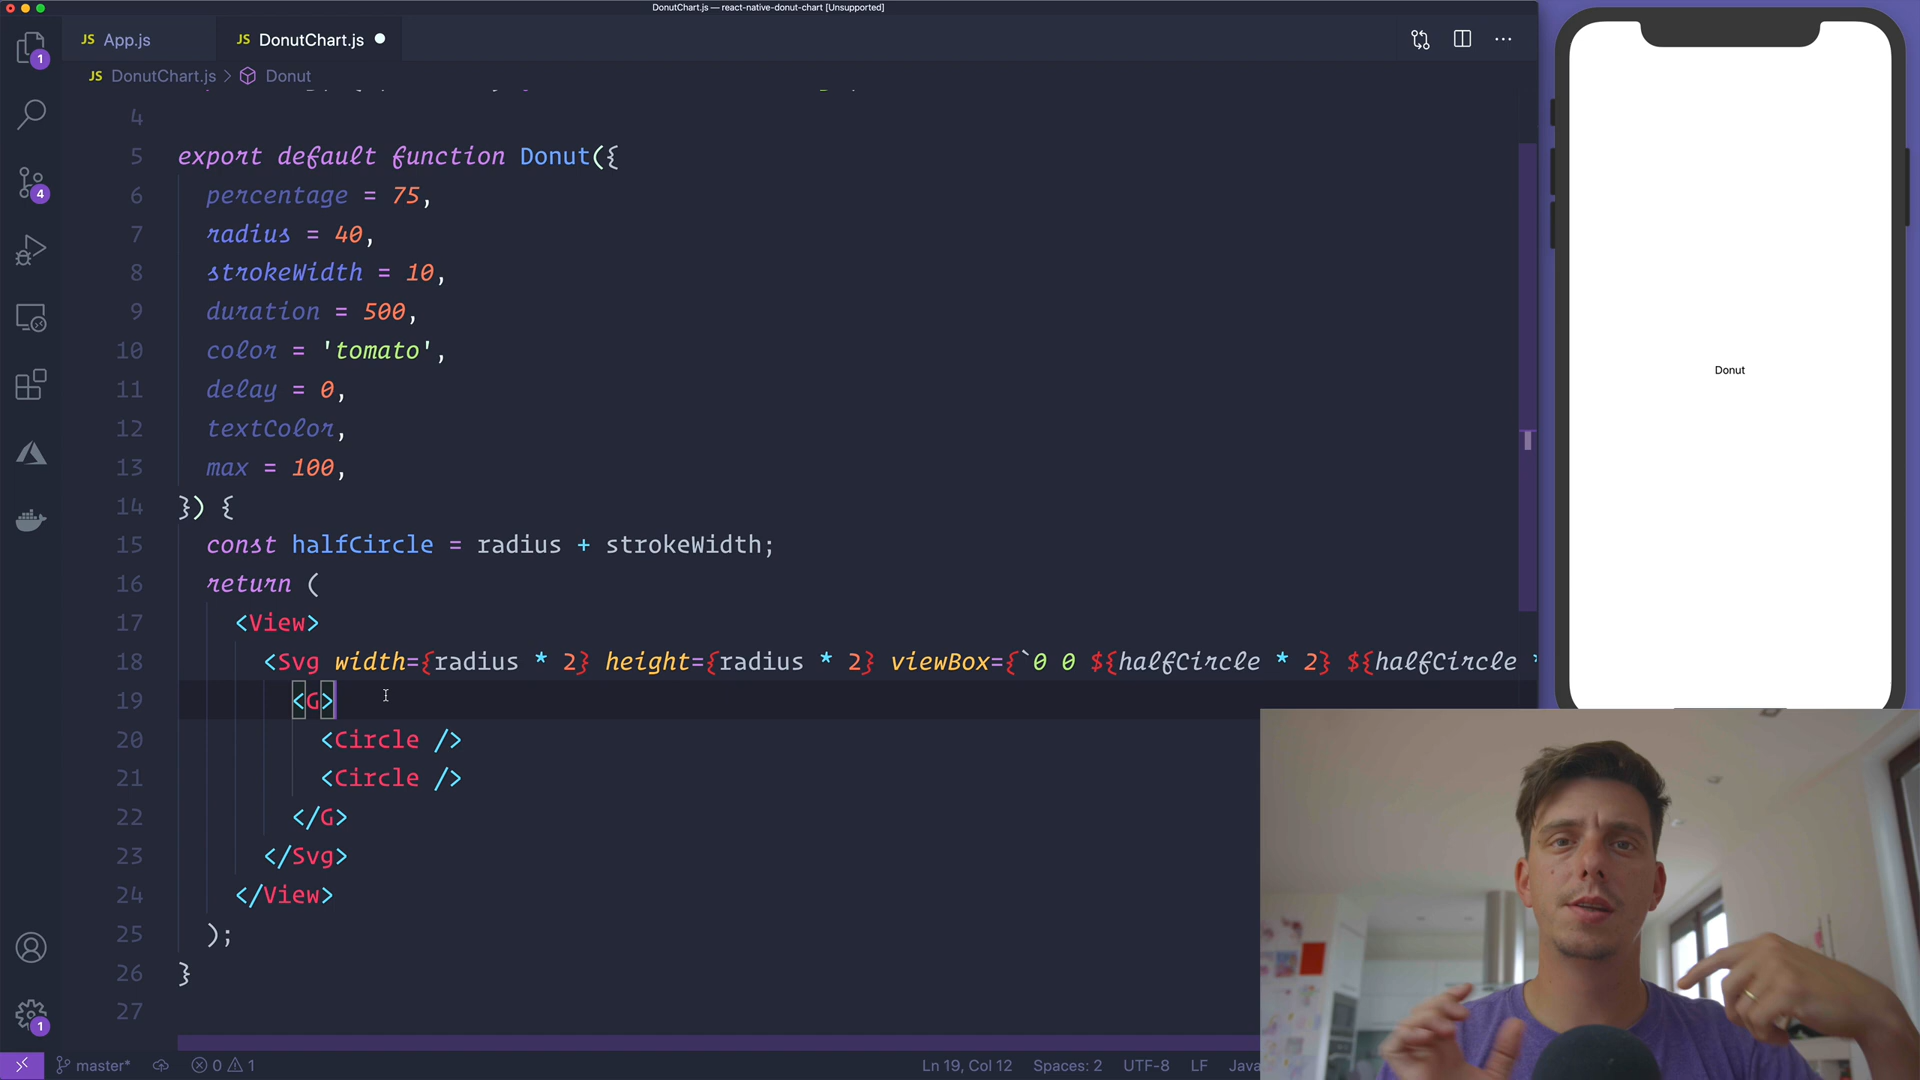 DonutChart.js — react-native-donut-chart [Unsupported]
JS App.js
JS DonutChart.js
JS DonutChart.js > Donut
4
5 export default function Donut({
6 percentage = 75,
7 radius = 40,
8 strokeWidth = 10,
9 duration = 500,
10 color = 'tomato',
11 delay = 0,
12 textColor,
13 max = 100,
14 }) {
15 const halfCircle = radius + strokeWidth;
16 return (
17 <View>
18 <Svg width={radius * 2} height={radius * 2} viewBox={`0 0 ${halfCircle * 2} ${halfCircle *
19 <G>
20 <Circle />
21 <Circle />
22 </G>
23 </Svg>
24 </View>
25 );
26 }
27
1
4
1
Donut
master* 0 1
Ln 19, Col 12 Spaces: 2 UTF-8 LF Java